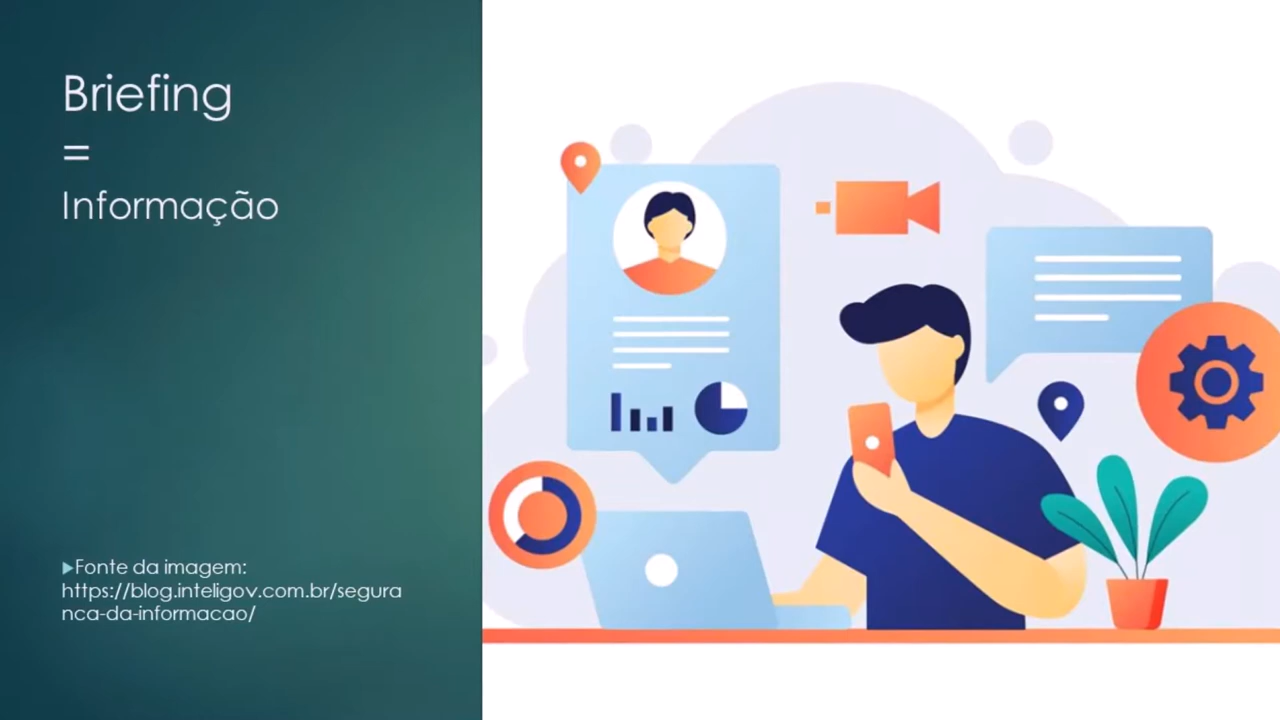 Briefing
=
Informação
Fonte da imagem:
https://blog.inteligov.com.br/segura
nca-da-informacao/